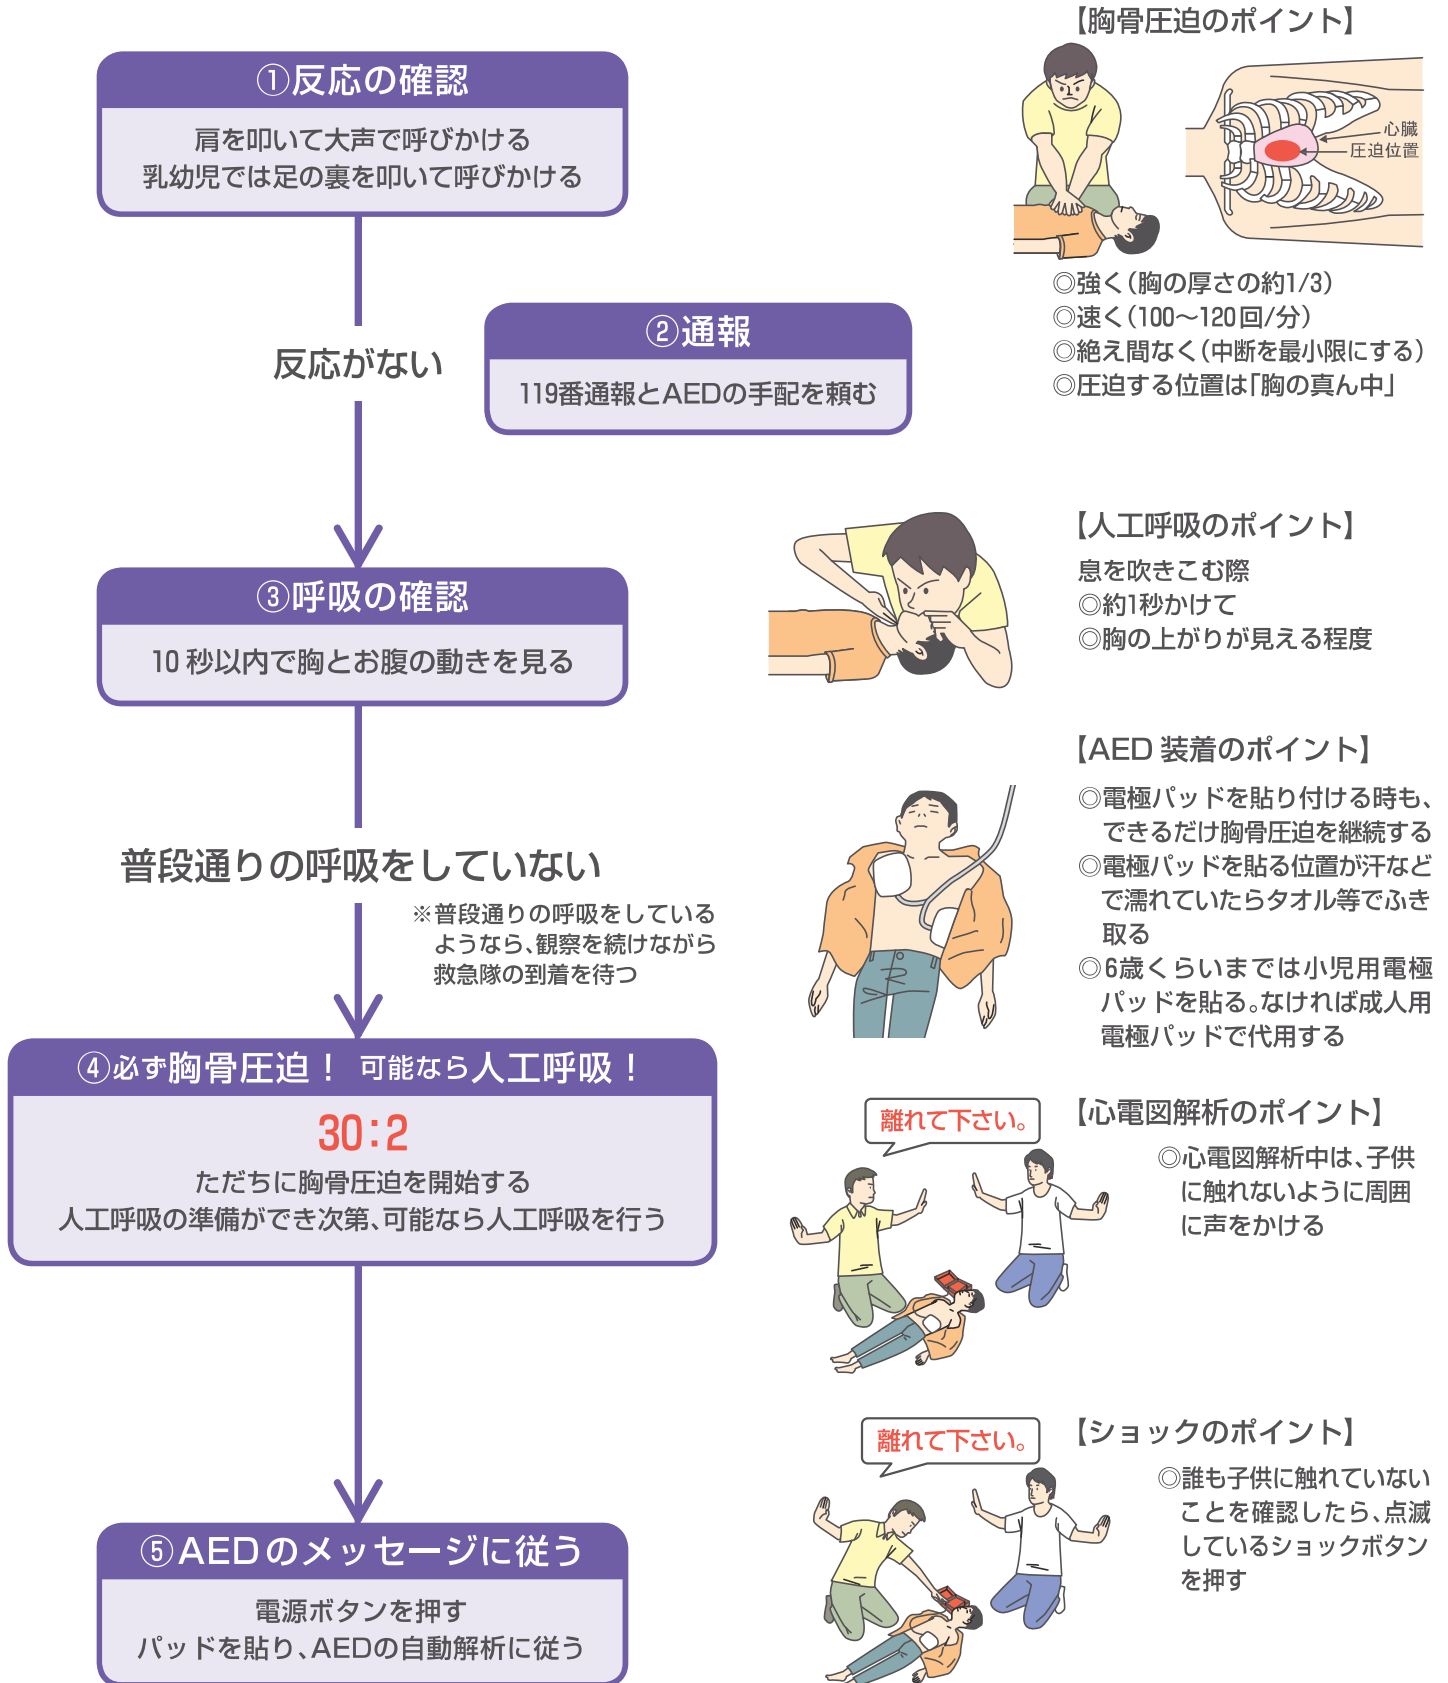 ①反応の確認
肩を叩いて大声で呼びかける
乳幼児では足の裏を叩いて呼びかける
反応がない
②通報
119番通報とAEDの手配を頼む
③呼吸の確認
10秒以内で胸とお腹の動きを見る
普段通りの呼吸をしていない
※普段通りの呼吸をしている
ようなら、観察を続けながら
救急隊の到着を待つ
④必ず胸骨圧迫！ 可能なら人工呼吸！
30：2
ただちに胸骨圧迫を開始する
人工呼吸の準備ができ次第、可能なら人工呼吸を行う
⑤AEDのメッセージに従う
電源ボタンを押す
パッドを貼り、AEDの自動解析に従う
【胸骨圧迫のポイント】
心臓
圧迫位置
◎強く（胸の厚さの約1/3）
◎速く（100〜120回/分）
◎絶え間なく（中断を最小限にする）
◎圧迫する位置は「胸の真ん中」
【人工呼吸のポイント】
息を吹きこむ際
◎約1秒かけて
◎胸の上がりが見える程度
【AED 装着のポイント】
◎電極パッドを貼り付ける時も、
できるだけ胸骨圧迫を継続する
◎電極パッドを貼る位置が汗など
で濡れていたらタオル等でふき
取る
◎6歳くらいまでは小児用電極
パッドを貼る。なければ成人用
電極パッドで代用する
【心電図解析のポイント】
離れて下さい。
◎心電図解析中は、子供
に触れないように周囲
に声をかける
【ショックのポイント】
離れて下さい。
◎誰も子供に触れていない
ことを確認したら、点滅
しているショックボタン
を押す